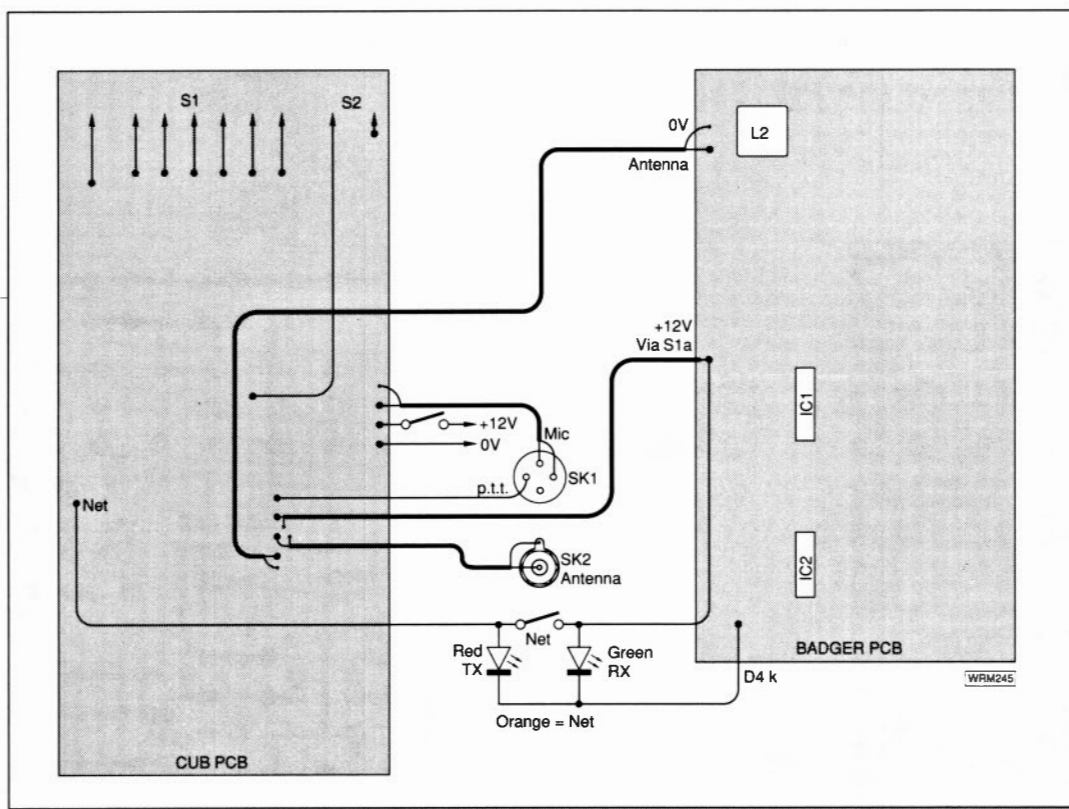 S1
S2
0V
L2
Antenna
+12V
Via S1a
IC1
+12V
0V
Mic
SK1
p.t.t.
Net
SK2
Antenna
IC2
Net
Red
TX
Green
RX
BADGER PCB
D4 k
WRM245
Orange = Net
CUB PCB